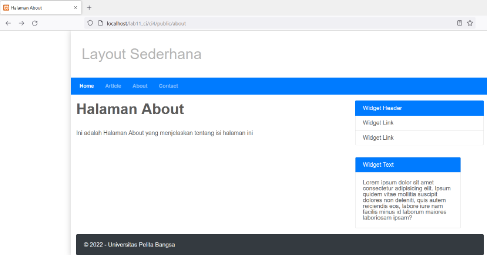 Halaman About
localhost/lab11_ci/ci4/public/about
Layout Sederhana
Home Article About Contact
Halaman About
Ini adalah Halaman About yang menjelaskan tentang isi halaman ini
Widget Header
Widget Link
Widget Link
Widget Text
Lorem ipsum dolor sit amet
consectetur adipisicing elit. Ipsum
quidem vitae mollitia suscipit
dolores non deleniti, quis autem
reiciendis eos, labore iure nam
facilis minus id laborum maiores
laboriosam ipsam?
© 2022 - Universitas Pelita Bangsa